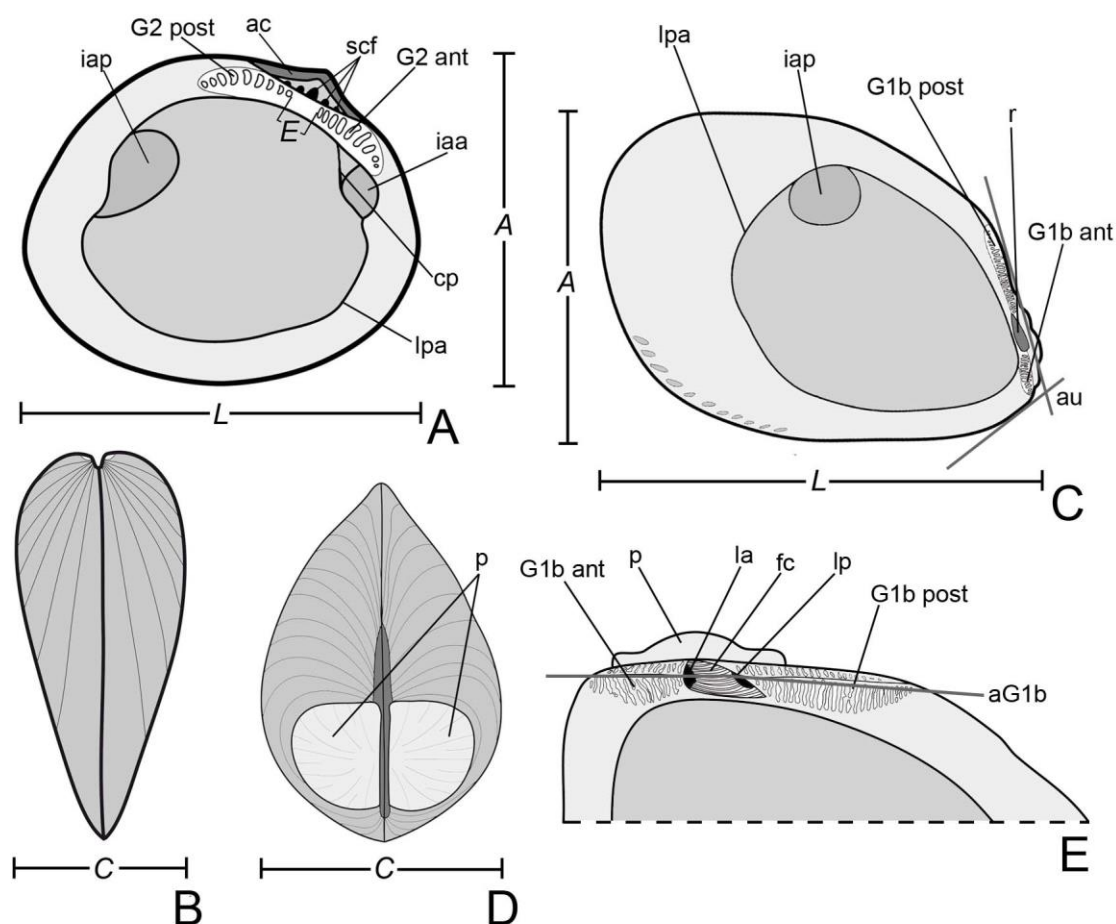 G2 post
ac
scf
G2 ant
iap
E
iaa
cp
lpa
A
L
A
lpa
iap
G1b post
r
G1b ant
A
au
L
C
C
B
p
C
D
G1b ant
p
la
fc
lp
G1b post
aG1b
E